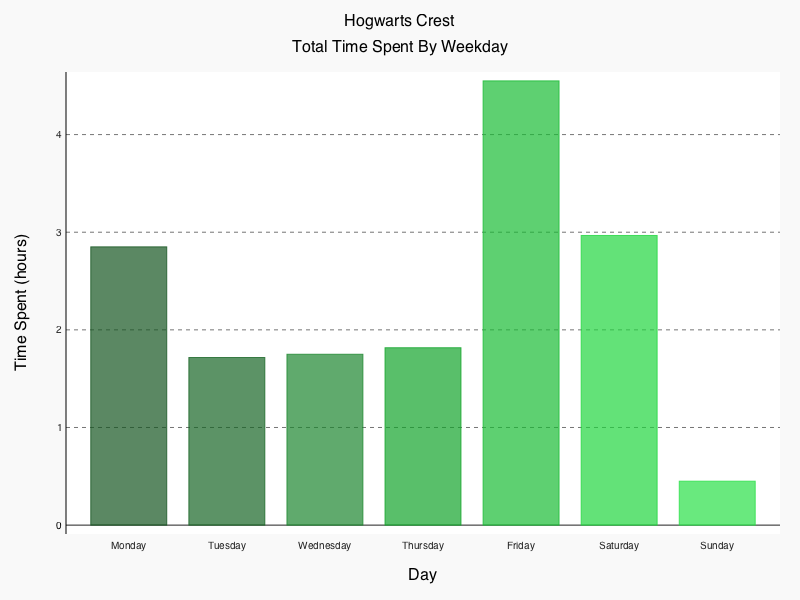 Hogwarts Crest
Total Time Spent By Weekday
Time Spent (hours)
4
3
2
1
0
Monday Tuesday Wednesday Thursday Friday Saturday Sunday
Day